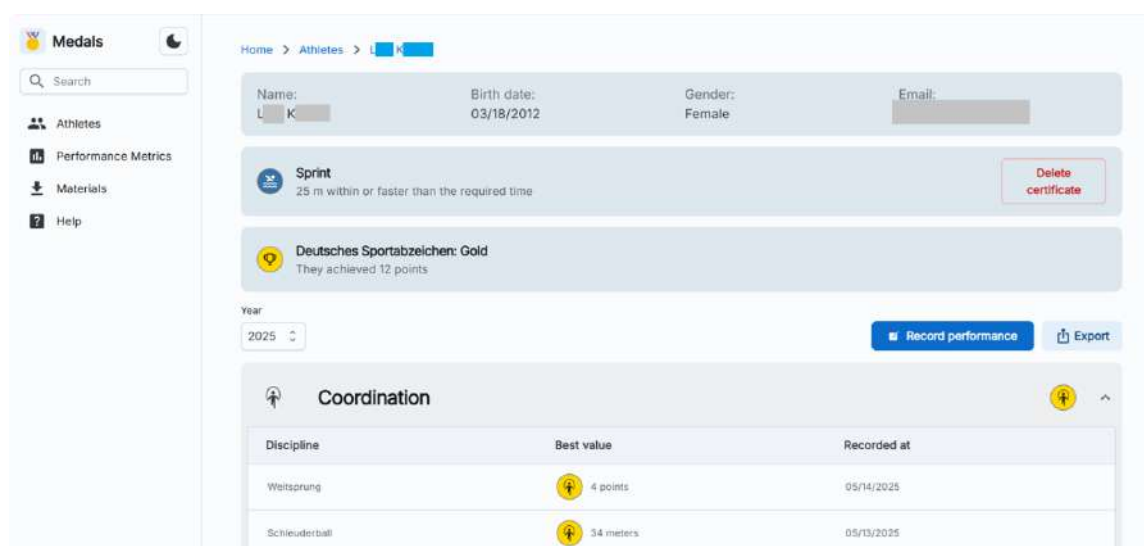 Medals
Search
Athletes
Performance Metrics
Materials
Help
Home > Athletes > L K
Name: Birth date: Gender: Email:
L K 03/18/2012 Female
Sprint
25 m within or faster than the required time
Delete
certificate
Deutsches Sportabzeichen: Gold
They achieved 12 points
Year
2025
Record performance Export
Coordination
Discipline Best value Recorded at
Weitsprung 4 points 05/14/2025
Schleuderball 34 meters 05/13/2025